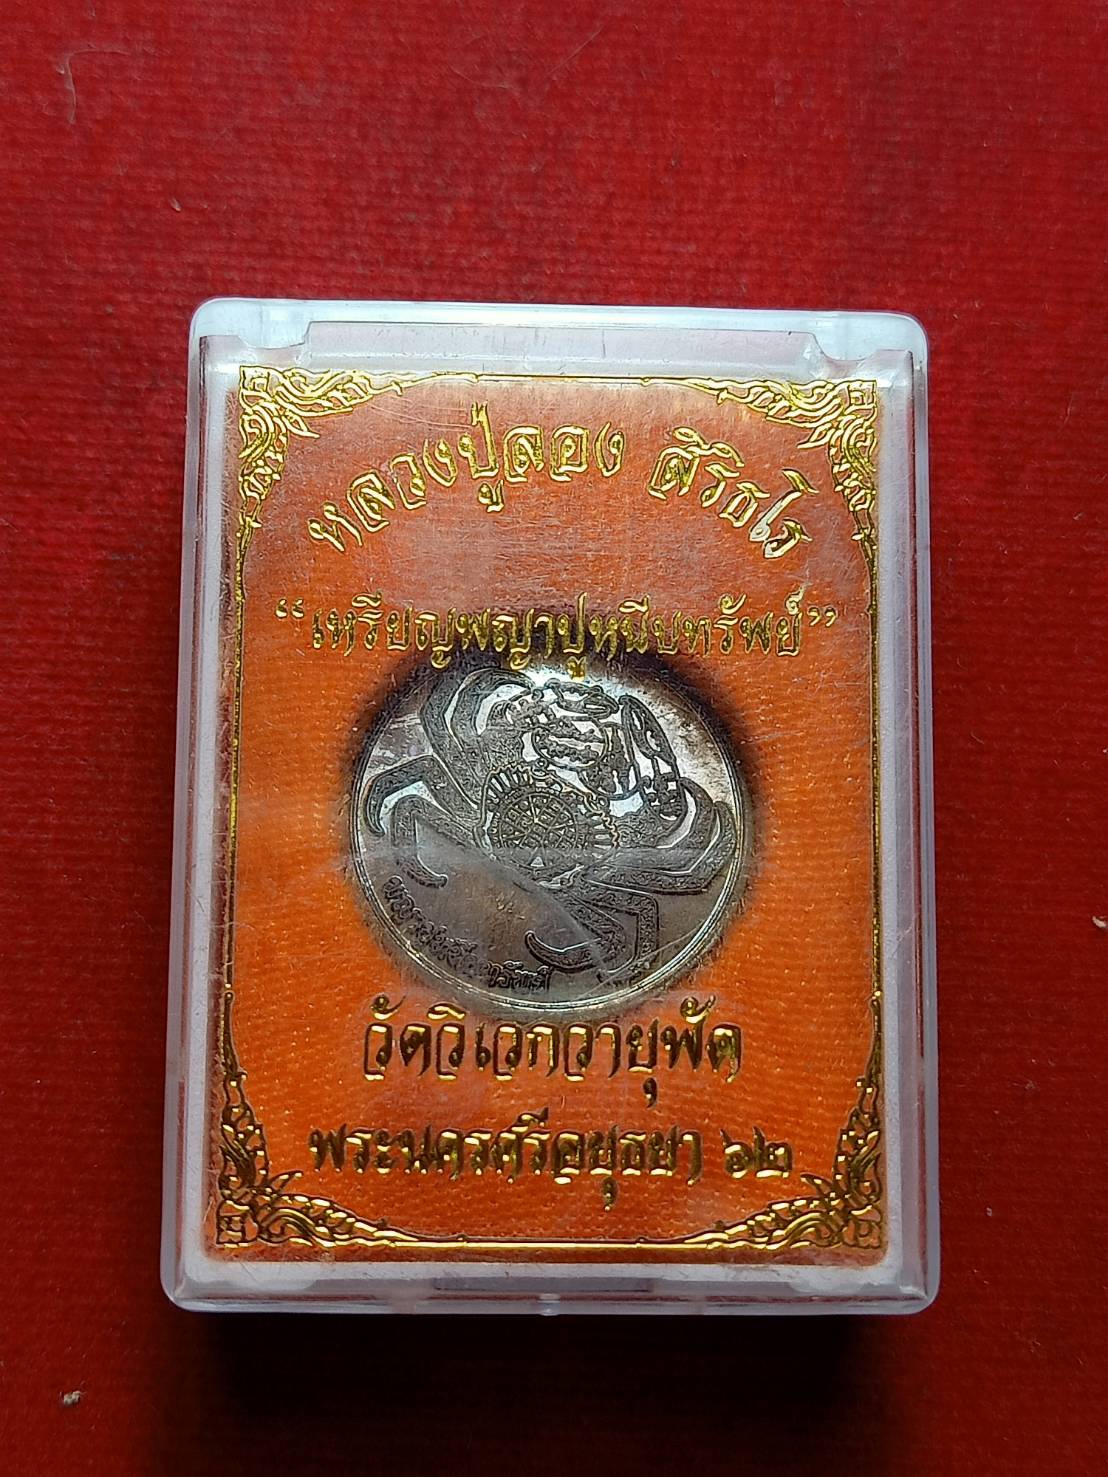 หลวงปู่ลอง สิริธโร
“เหรียญพญาปูหนีบทรัพย์”
วัดวิเวกวายุพัด
พระนครศรีอยุธยา ๖๒